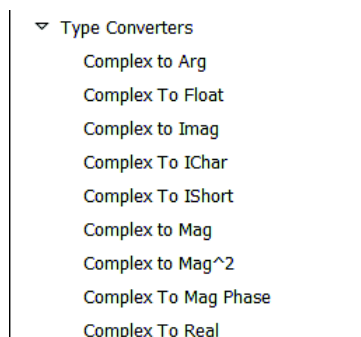 Type Converters
Complex to Arg
Complex To Float
Complex to Imag
Complex To IChar
Complex To IShort
Complex to Mag
Complex to Mag^2
Complex To Mag Phase
Complex To Real